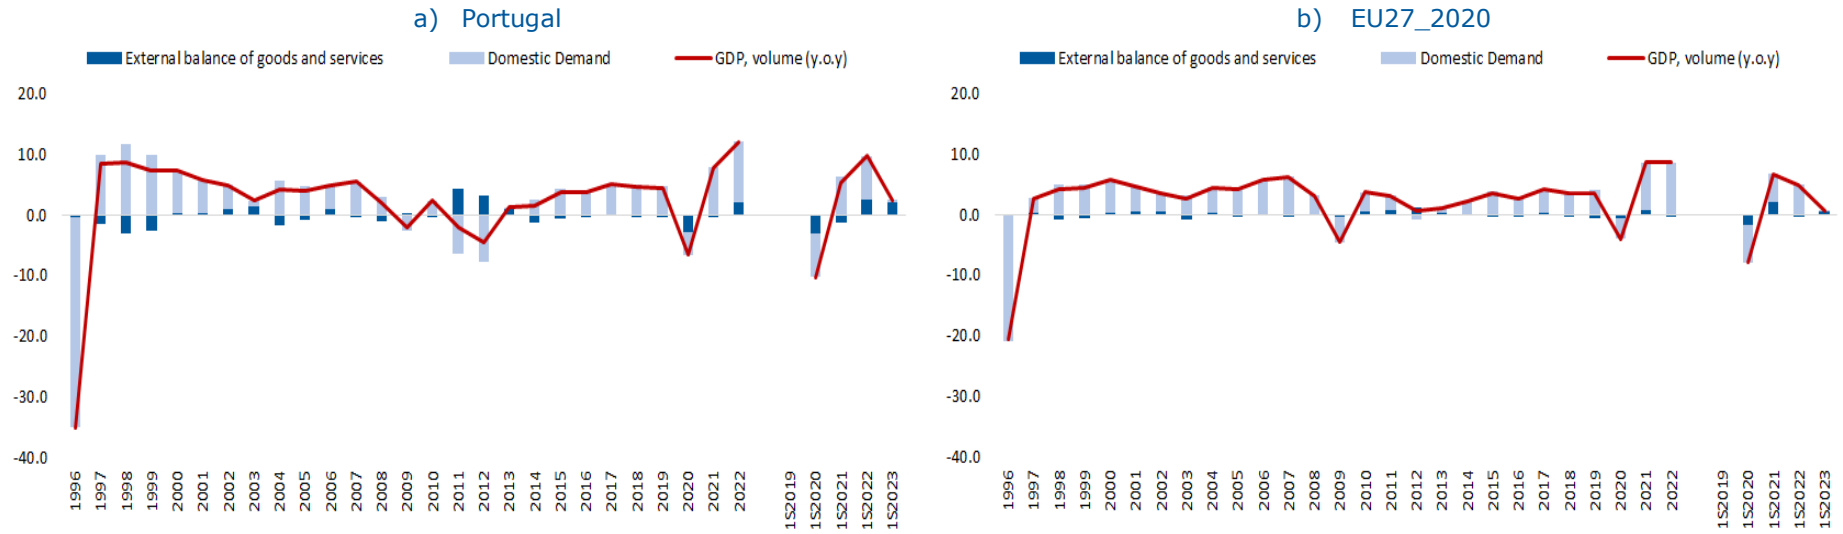 a) Portugal
External balance of goods and services Domestic Demand GDP, volume (y.o.y)
20.0
10.0
0.0
-10.0
-20.0
-30.0
-40.0
1996 1997 1998 1999 2000 2001 2002 2003 2004 2005 2006 2007 2008 2009 2010 2011 2012 2013 2014 2015 2016 2017 2018 2019 2020 2021 2022 1S2019 1S2020 1S2021 1S2022 1S2023
b) EU27_2020
External balance of goods and services Domestic Demand GDP, volume (y.o.y)
20.0
10.0
0.0
-10.0
-20.0
-30.0
-40.0
1996 1997 1998 1999 2000 2001 2002 2003 2004 2005 2006 2007 2008 2009 2010 2011 2012 2013 2014 2015 2016 2017 2018 2019 2020 2021 2022 1S2019 1S2020 1S2021 1S2022 1S2023